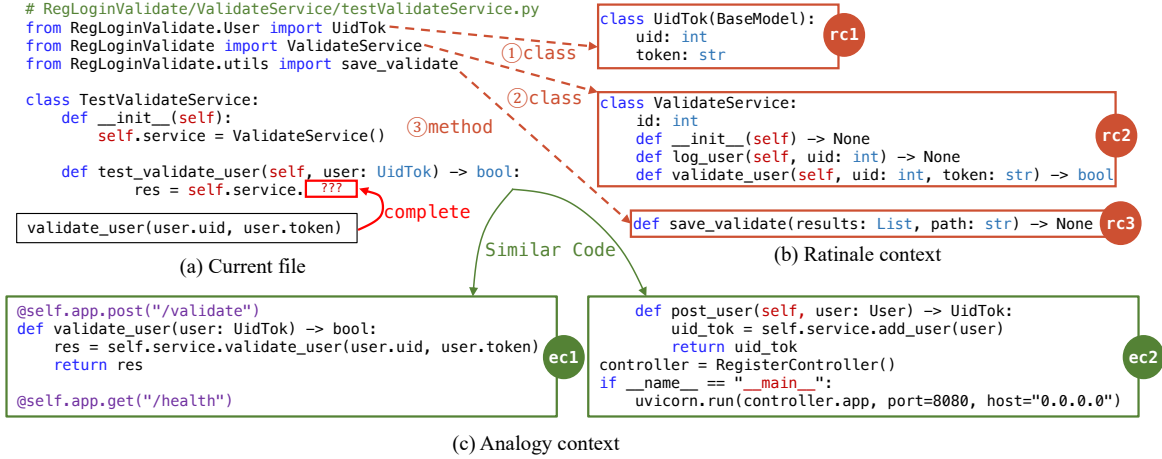 # RegLoginValidate/ValidateService/testValidateService.py
from RegLoginValidate.User import UidTok
from RegLoginValidate import ValidateService
from RegLoginValidate.utils import save_validate
class TestValidateService:
def __init__(self):
self.service = ValidateService()
def test_validate_user(self, user: UidTok) -> bool:
res = self.service. ???
complete
validate_user(user.uid, user.token)
(a) Current file
①class
②class
③method
class UidTok(BaseModel):
uid: int
token: str
rc1
class ValidateService:
id: int
def __init__(self) -> None
def log_user(self, uid: int) -> None
def validate_user(self, uid: int, token: str) -> bool
rc2
def save_validate(results: List, path: str) -> None
rc3
(b) Ratinale context
Similar Code
@self.app.post("/validate")
def validate_user(user: UidTok) -> bool:
res = self.service.validate_user(user.uid, user.token)
return res
@self.app.get("/health")
ec1
def post_user(self, user: User) -> UidTok:
uid_tok = self.service.add_user(user)
return uid_tok
controller = RegisterController()
if __name__ == "__main__":
uvicorn.run(controller.app, port=8080, host="0.0.0.0")
ec2
(c) Analogy context